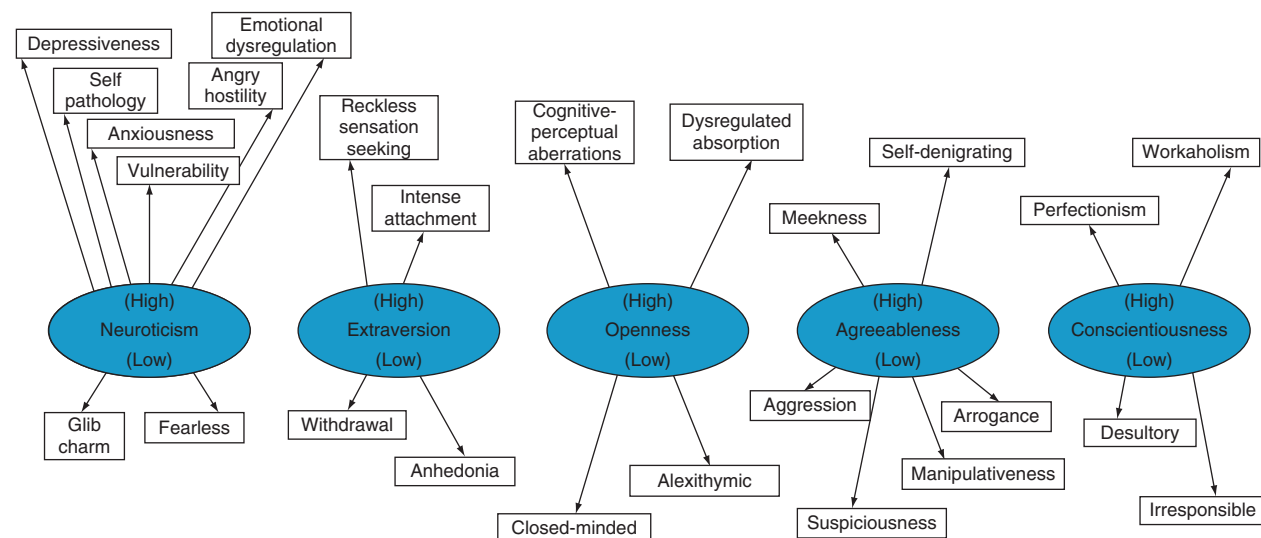 Depressiveness
Emotional
dysregulation
Self
pathology
Angry
hostility
Anxiousness
Vulnerability
Reckless
sensation
seeking
Intense
attachment
Cognitive-
perceptual
aberrations
Dysregulated
absorption
Self-denigrating
Meekness
Workaholism
Perfectionism
(High)
Neuroticism
(Low)
(High)
Extraversion
(Low)
(High)
Openness
(Low)
(High)
Agreeableness
(Low)
(High)
Conscientiousness
(Low)
Glib
charm
Fearless
Withdrawal
Anhedonia
Closed-minded
Alexithymic
Aggression
Suspiciousness
Manipulativeness
Arrogance
Desultory
Irresponsible